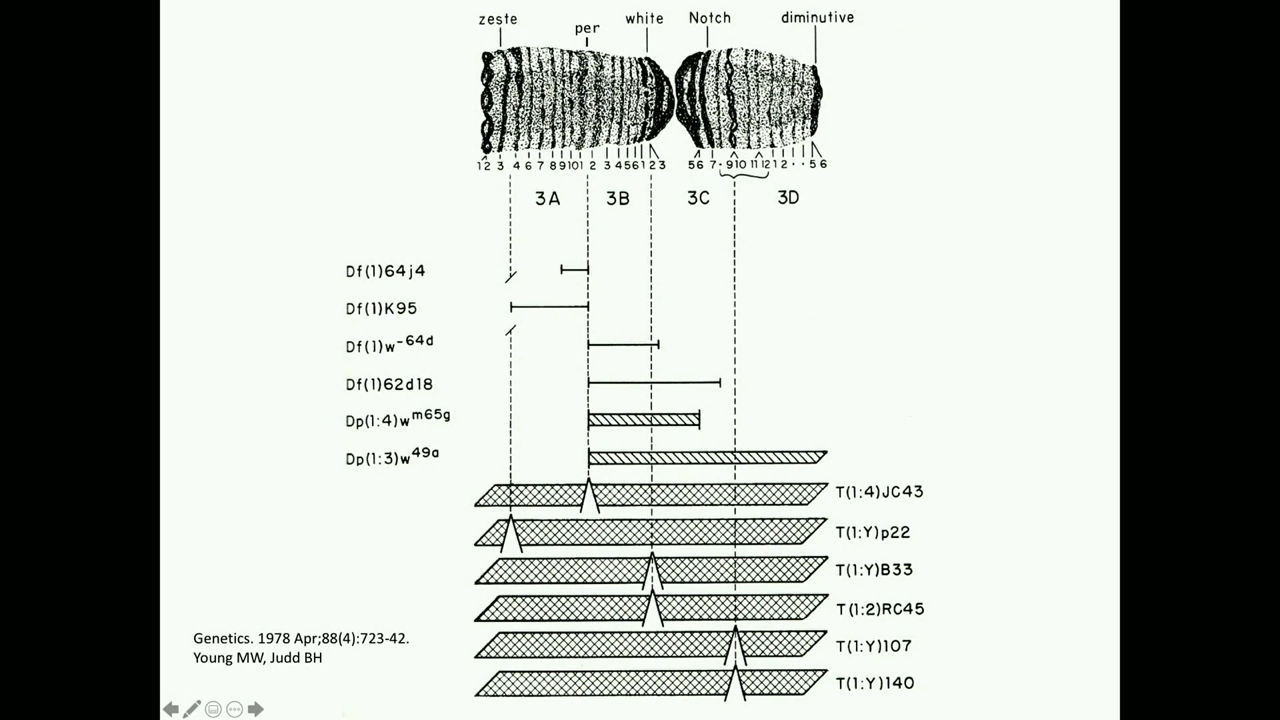 zeste per white Notch diminutive
12 3 4 6 7 8 9 10 1 2 3 4 5 6 1 2 3 56 7 · 9 10 11 12 1 2 · · 5 6
3A 3B 3C 3D
Df(1)64j4
Df(1)K95
Df(1)w-64d
Df(1)62d18
Dp(1:4)wm65g
Dp(1:3)w49a
T(1:4)JC43
T(1:Y)p22
T(1:Y)B33
T(1:2)RC45
T(1:Y)107
T(1:Y)140
Genetics. 1978 Apr;88(4):723-42.
Young MW, Judd BH